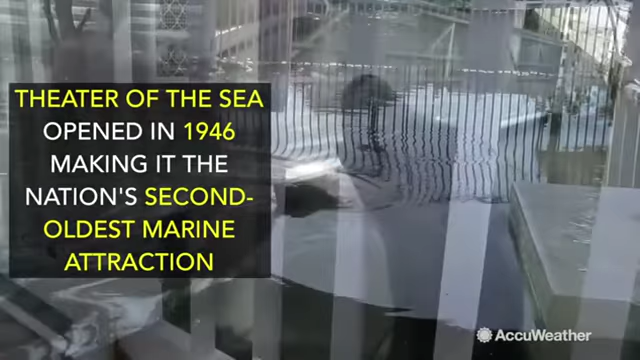 THEATER OF THE SEA
OPENED IN 1946
MAKING IT THE
NATION'S SECOND-
OLDEST MARINE
ATTRACTION
AccuWeather